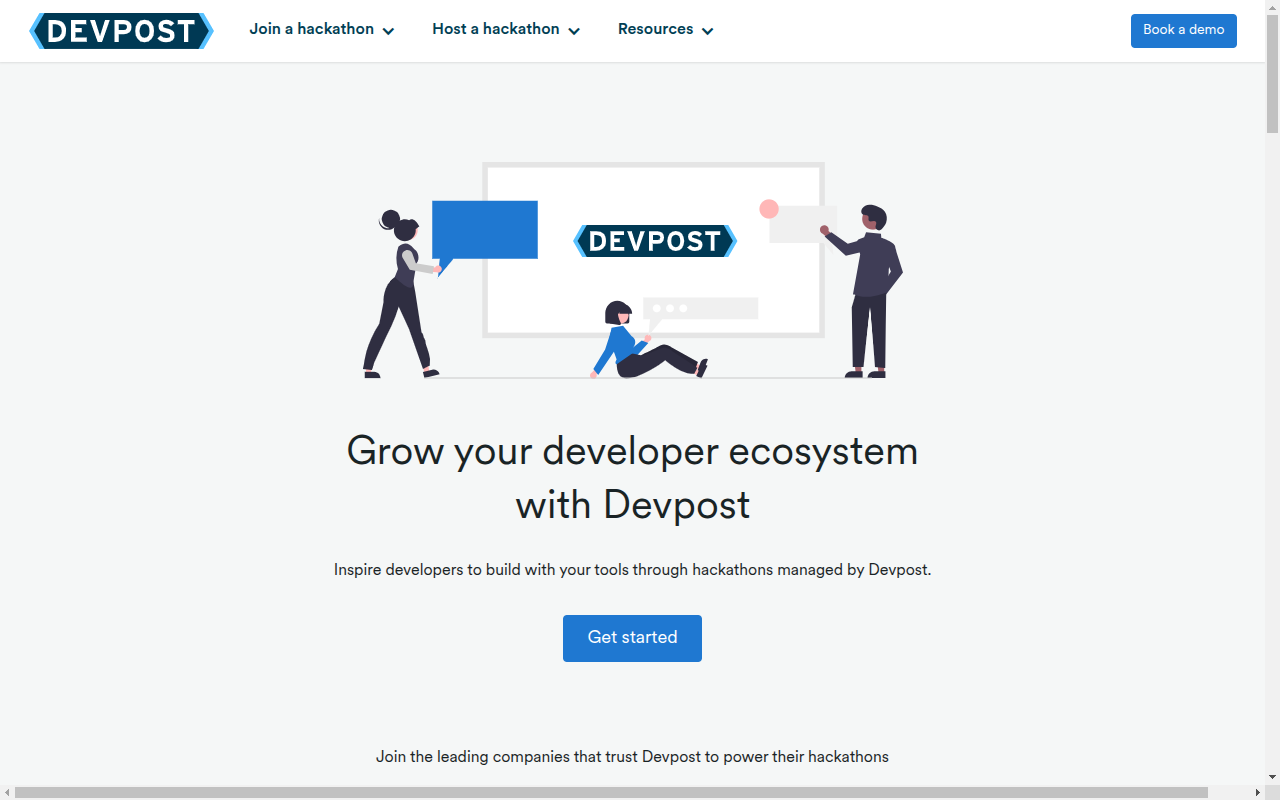 DEVPOST
Join a hackathon
Host a hackathon
Resources
Book a demo
DEVPOST
Grow your developer ecosystem
with Devpost
Inspire developers to build with your tools through hackathons managed by Devpost.
Get started
Join the leading companies that trust Devpost to power their hackathons